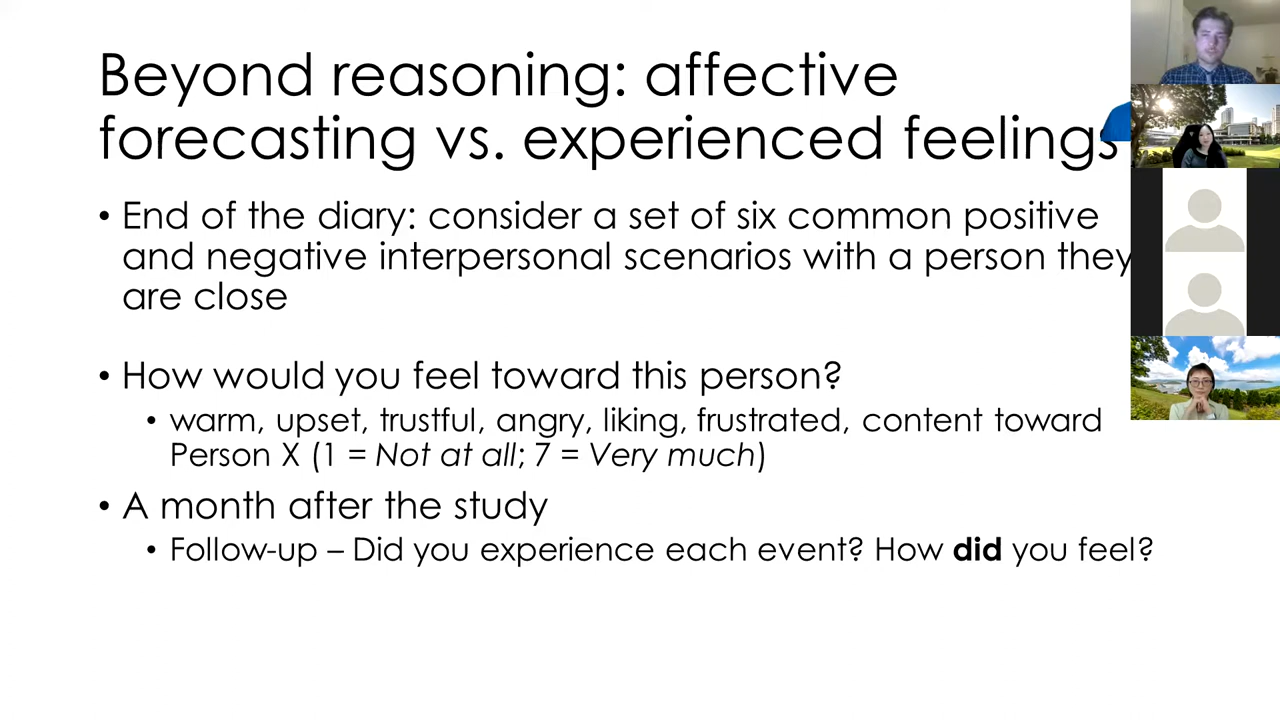 Beyond reasoning: affective
forecasting vs. experienced feelings
• End of the diary: consider a set of six common positive
and negative interpersonal scenarios with a person they
are close
• How would you feel toward this person?
• warm, upset, trustful, angry, liking, frustrated, content toward
Person X (1 = Not at all; 7 = Very much)
• A month after the study
• Follow-up – Did you experience each event? How did you feel?